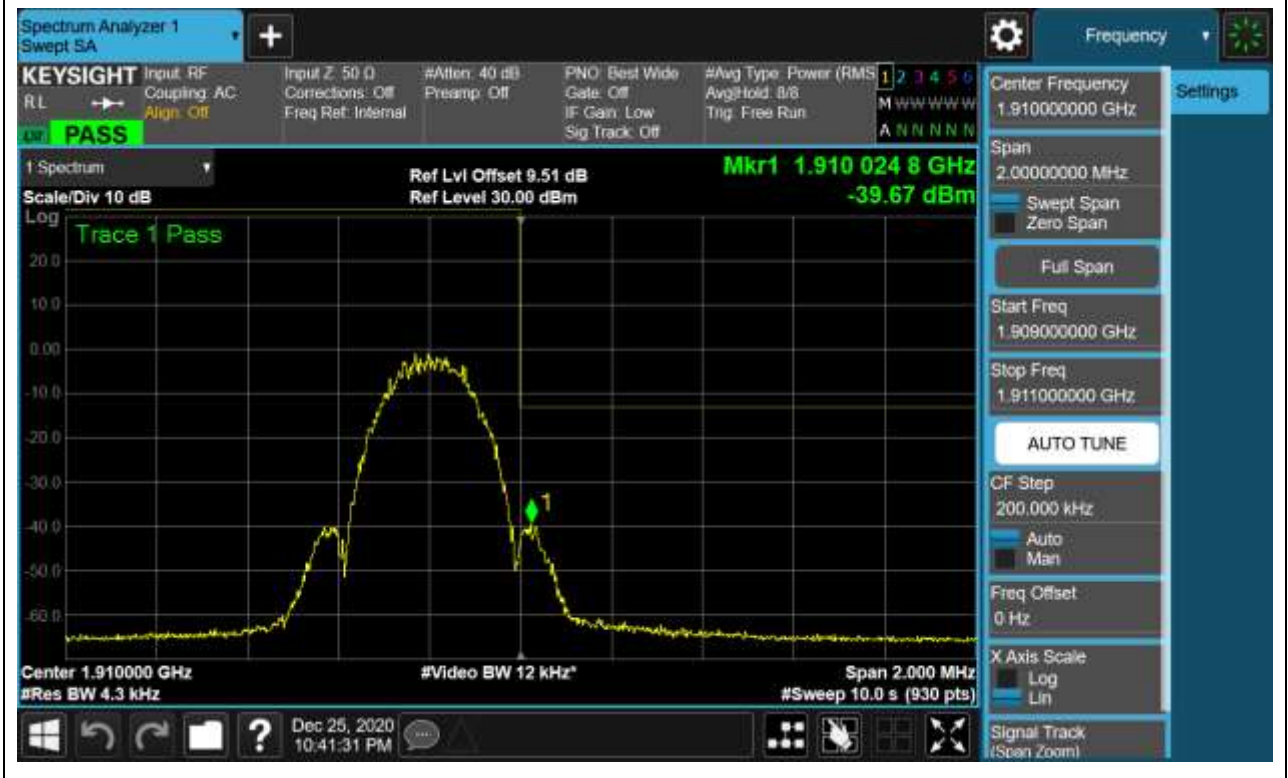 Spectrum Analyzer 1
Swept SA
+
Frequency
KEYSIGHT
RL
PASS
Input: RF
Coupling: AC
Align: Off
Input Z: 50 Ω
Corrections: Off
Freq Ref: Internal
#Atten: 40 dB
Preamp: Off
PNO: Best Wide
Gate: Off
IF Gain: Low
Sig Track: Off
#Avg Type: Power (RMS
Avg|Hold: 8/8
Trig: Free Run
1 2 3 4 5 6
M W W W W W
A N N N N N
1 Spectrum
Scale/Div 10 dB
Ref Lvl Offset 9.51 dB
Ref Level 30.00 dBm
Mkr1 1.910 024 8 GHz
-39.67 dBm
Log
Trace 1 Pass
20.0
10.0
0.00
-10.0
-20.0
-30.0
-40.0
-50.0
-60.0
1
Center 1.910000 GHz
#Res BW 4.3 kHz
#Video BW 12 kHz*
Span 2.000 MHz
#Sweep 10.0 s (930 pts)
Center Frequency
1.910000000 GHz
Settings
Span
2.00000000 MHz
Swept Span
Zero Span
Full Span
Start Freq
1.909000000 GHz
Stop Freq
1.911000000 GHz
AUTO TUNE
CF Step
200.000 kHz
Auto
Man
Freq Offset
0 Hz
X Axis Scale
Log
Lin
Signal Track
(Span Zoom)
?
Dec 25, 2020
10:41:31 PM